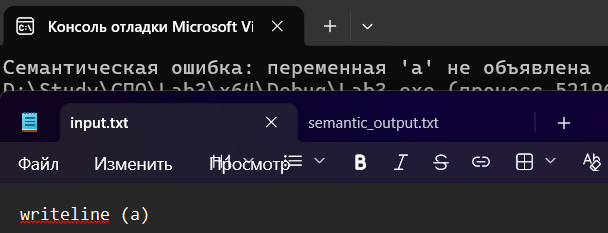 Консоль отладки Microsoft Vi
Семантическая ошибка: переменная 'a' не объявлена
input.txt
semantic_output.txt
Файл
Изменить
Просмотр
writeline (a)